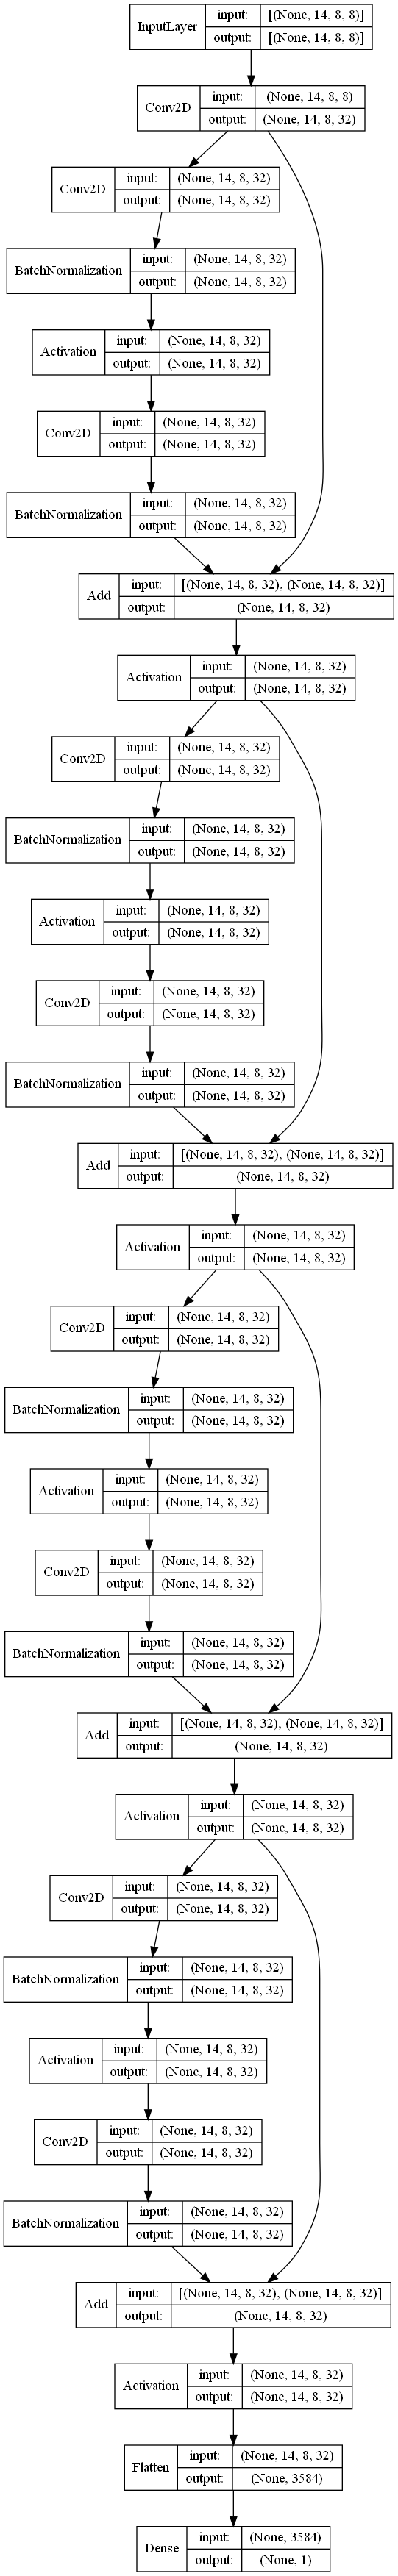 InputLayer input: [(None, 14, 8, 8)]
output: [(None, 14, 8, 8)]
Conv2D input: (None, 14, 8, 8)
output: (None, 14, 8, 32)
Conv2D input: (None, 14, 8, 32)
output: (None, 14, 8, 32)
BatchNormalization input: (None, 14, 8, 32)
output: (None, 14, 8, 32)
Activation input: (None, 14, 8, 32)
output: (None, 14, 8, 32)
Conv2D input: (None, 14, 8, 32)
output: (None, 14, 8, 32)
BatchNormalization input: (None, 14, 8, 32)
output: (None, 14, 8, 32)
Add input: [(None, 14, 8, 32), (None, 14, 8, 32)]
output: (None, 14, 8, 32)
Activation input: (None, 14, 8, 32)
output: (None, 14, 8, 32)
Conv2D input: (None, 14, 8, 32)
output: (None, 14, 8, 32)
BatchNormalization input: (None, 14, 8, 32)
output: (None, 14, 8, 32)
Activation input: (None, 14, 8, 32)
output: (None, 14, 8, 32)
Conv2D input: (None, 14, 8, 32)
output: (None, 14, 8, 32)
BatchNormalization input: (None, 14, 8, 32)
output: (None, 14, 8, 32)
Add input: [(None, 14, 8, 32), (None, 14, 8, 32)]
output: (None, 14, 8, 32)
Activation input: (None, 14, 8, 32)
output: (None, 14, 8, 32)
Conv2D input: (None, 14, 8, 32)
output: (None, 14, 8, 32)
BatchNormalization input: (None, 14, 8, 32)
output: (None, 14, 8, 32)
Activation input: (None, 14, 8, 32)
output: (None, 14, 8, 32)
Conv2D input: (None, 14, 8, 32)
output: (None, 14, 8, 32)
BatchNormalization input: (None, 14, 8, 32)
output: (None, 14, 8, 32)
Add input: [(None, 14, 8, 32), (None, 14, 8, 32)]
output: (None, 14, 8, 32)
Activation input: (None, 14, 8, 32)
output: (None, 14, 8, 32)
Conv2D input: (None, 14, 8, 32)
output: (None, 14, 8, 32)
BatchNormalization input: (None, 14, 8, 32)
output: (None, 14, 8, 32)
Activation input: (None, 14, 8, 32)
output: (None, 14, 8, 32)
Conv2D input: (None, 14, 8, 32)
output: (None, 14, 8, 32)
BatchNormalization input: (None, 14, 8, 32)
output: (None, 14, 8, 32)
Add input: [(None, 14, 8, 32), (None, 14, 8, 32)]
output: (None, 14, 8, 32)
Activation input: (None, 14, 8, 32)
output: (None, 14, 8, 32)
Flatten input: (None, 14, 8, 32)
output: (None, 3584)
Dense input: (None, 3584)
output: (None, 1)